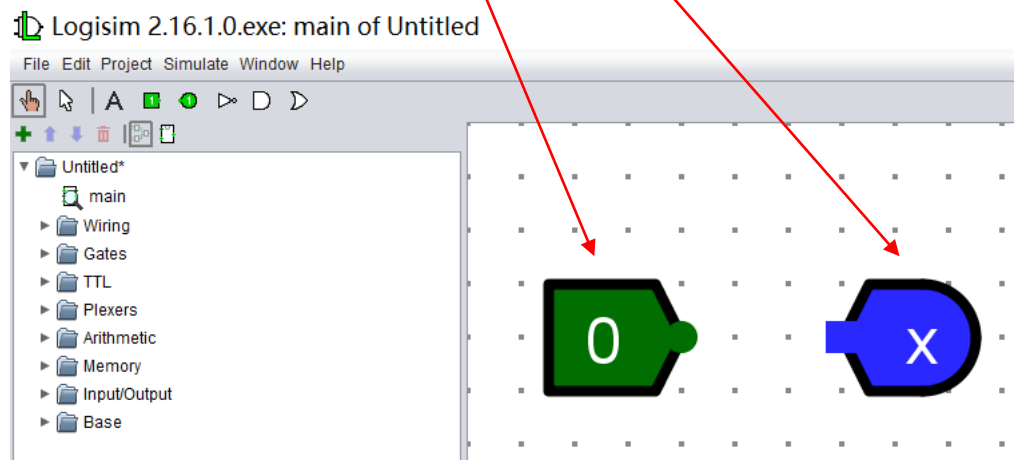 Logisim 2.16.1.0.exe: main of Untitled
File Edit Project Simulate Window Help
A 1 1
Untitled*
main
Wiring
Gates
TTL
Plexers
Arithmetic
Memory
Input/Output
Base
0 x